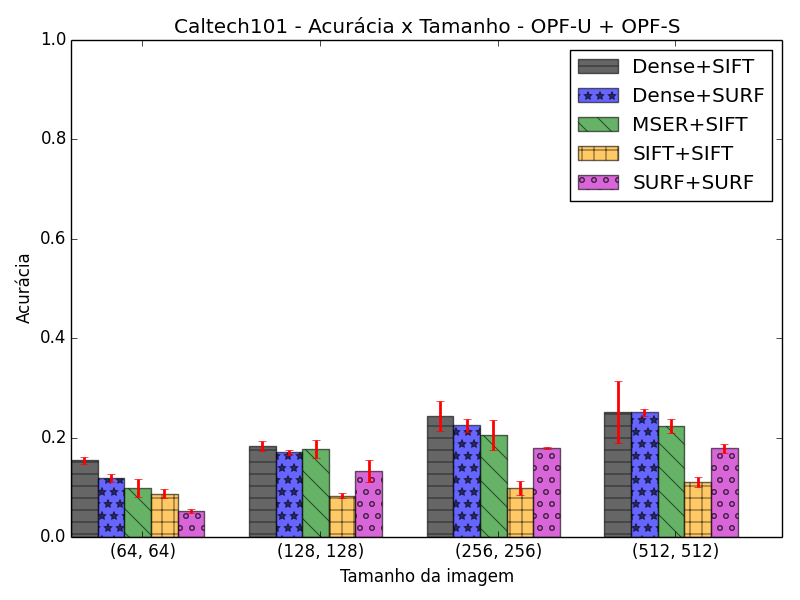 Caltech101 - Acurácia x Tamanho - OPF-U + OPF-S
1.0
0.8
0.6
0.4
0.2
0.0
Acurácia
Dense+SIFT
Dense+SURF
MSER+SIFT
SIFT+SIFT
SURF+SURF
(64, 64) (128, 128) (256, 256) (512, 512)
Tamanho da imagem